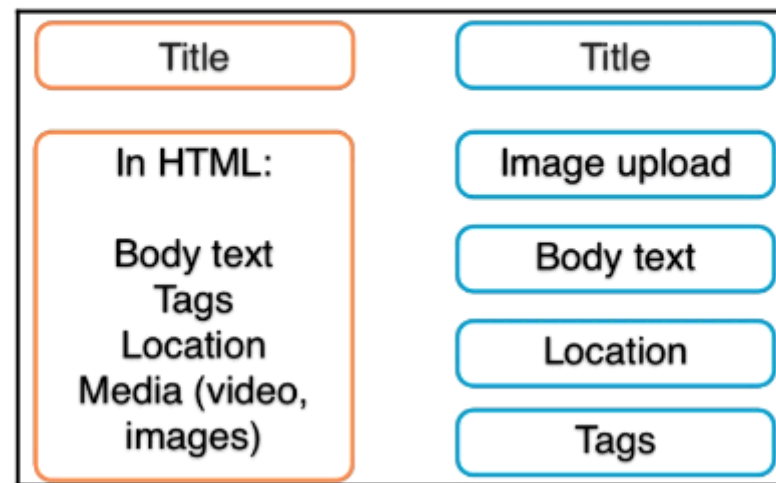 Title
In HTML:
Body text
Tags
Location
Media (video,
images)
Title
Image upload
Body text
Location
Tags